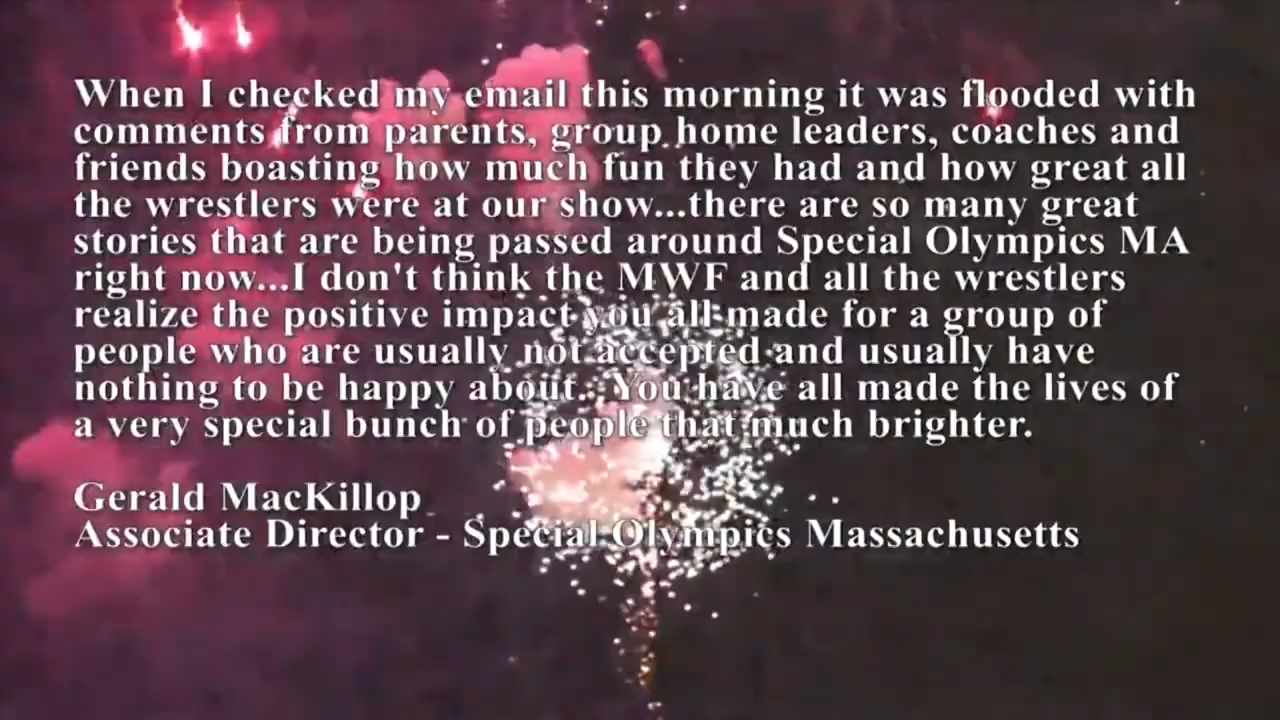 When I checked my email this morning it was flooded with
comments from parents, group home leaders, coaches and
friends boasting how much fun they had and how great all
the wrestlers were at our show...there are so many great
stories that are being passed around Special Olympics MA
right now...I don't think the MWF and all the wrestlers
realize the positive impact you all made for a group of
people who are usually not accepted and usually have
nothing to be happy about.. You have all made the lives of
a very special bunch of people that much brighter.
Gerald MacKillop
Associate Director - Special Olympics Massachusetts